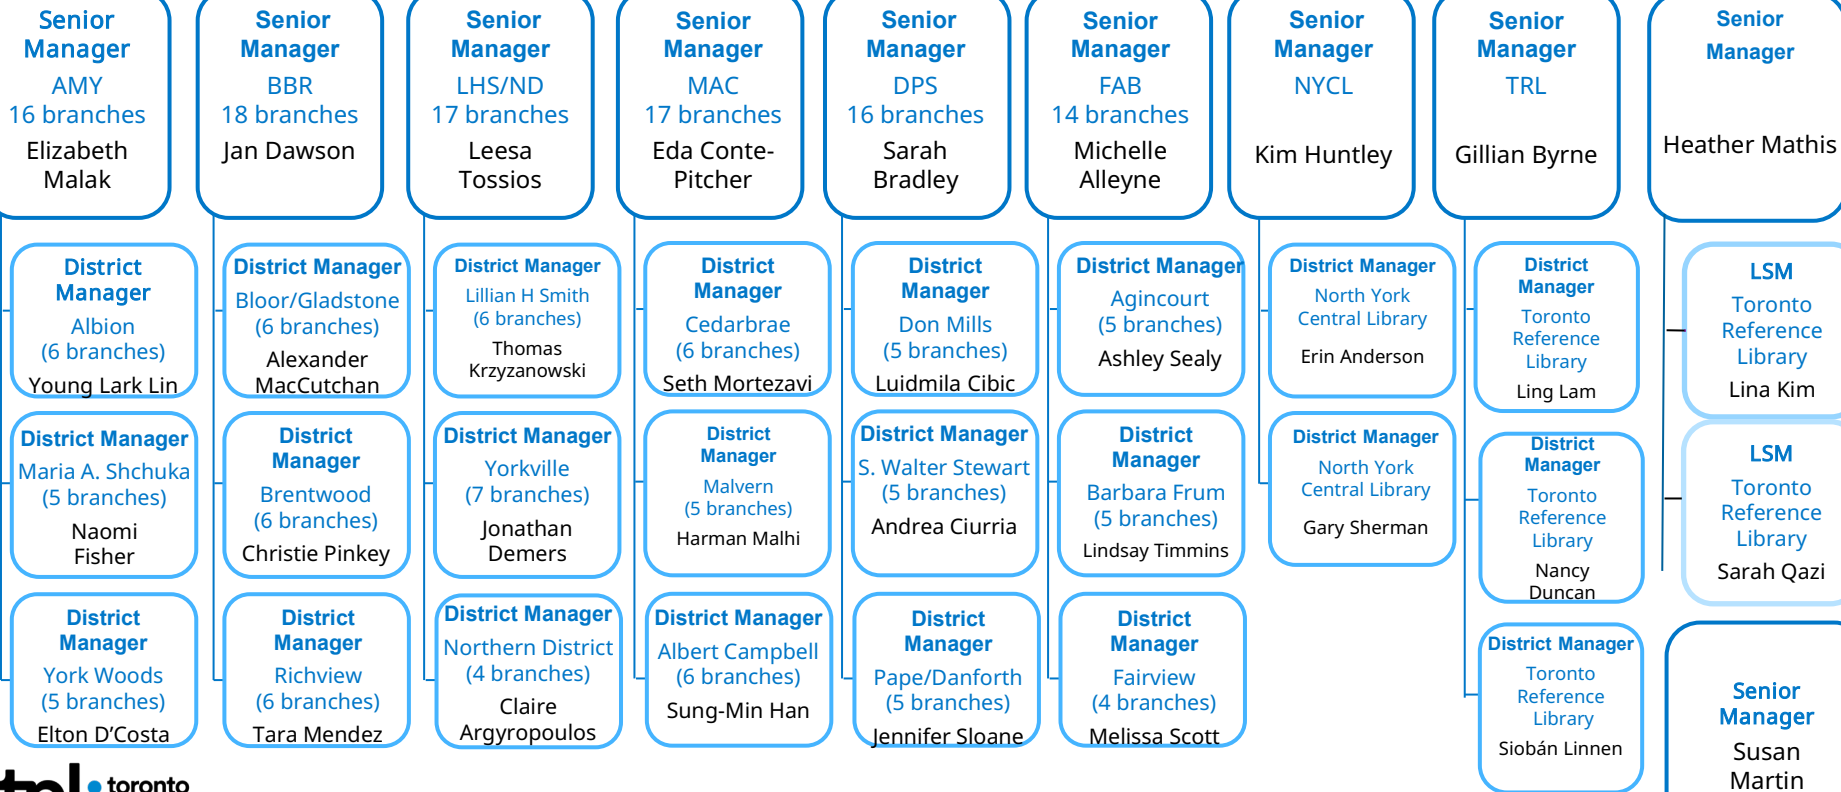 Senior
Manager
AMY
16 branches
Elizabeth
Malak
Senior
Manager
BBR
18 branches
Jan Dawson
Senior
Manager
LHS/ND
17 branches
Leesa
Tossios
Senior
Manager
MAC
17 branches
Eda Conte-
Pitcher
Senior
Manager
DPS
16 branches
Sarah
Bradley
Senior
Manager
FAB
14 branches
Michelle
Alleyne
Senior
Manager
NYCL
Kim Huntley
Senior
Manager
TRL
Gillian Byrne
Senior
Manager
Heather Mathis
District
Manager
Albion
(6 branches)
Young Lark Lin
District Manager
Bloor/Gladstone
(6 branches)
Alexander
MacCutchan
District Manager
Lillian H Smith
(6 branches)
Thomas
Krzyzanowski
District
Manager
Cedarbrae
(6 branches)
Seth Mortezavi
District
Manager
Don Mills
(5 branches)
Luidmila Cibic
District Manager
Agincourt
(5 branches)
Ashley Sealy
District Manager
North York
Central Library
Erin Anderson
District
Manager
Toronto
Reference
Library
Ling Lam
LSM
Toronto
Reference
Library
Lina Kim
District Manager
Maria A. Shchuka
(5 branches)
Naomi
Fisher
District
Manager
Brentwood
(6 branches)
Christie Pinkey
District Manager
Yorkville
(7 branches)
Jonathan
Demers
District
Manager
Malvern
(5 branches)
Harman Malhi
District Manager
S. Walter Stewart
(5 branches)
Andrea Ciurria
District
Manager
Barbara Frum
(5 branches)
Lindsay Timmins
District Manager
North York
Central Library
Gary Sherman
District
Manager
Toronto
Reference
Library
Nancy
Duncan
LSM
Toronto
Reference
Library
Sarah Qazi
District
Manager
York Woods
(5 branches)
Elton D’Costa
District
Manager
Richview
(6 branches)
Tara Mendez
District Manager
Northern District
(4 branches)
Claire
Argyropoulos
District Manager
Albert Campbell
(6 branches)
Sung-Min Han
District
Manager
Pape/Danforth
(5 branches)
Jennifer Sloane
District
Manager
Fairview
(4 branches)
Melissa Scott
District Manager
Toronto
Reference
Library
Siobán Linnen
Senior
Manager
Susan
Martin
tpl
toronto